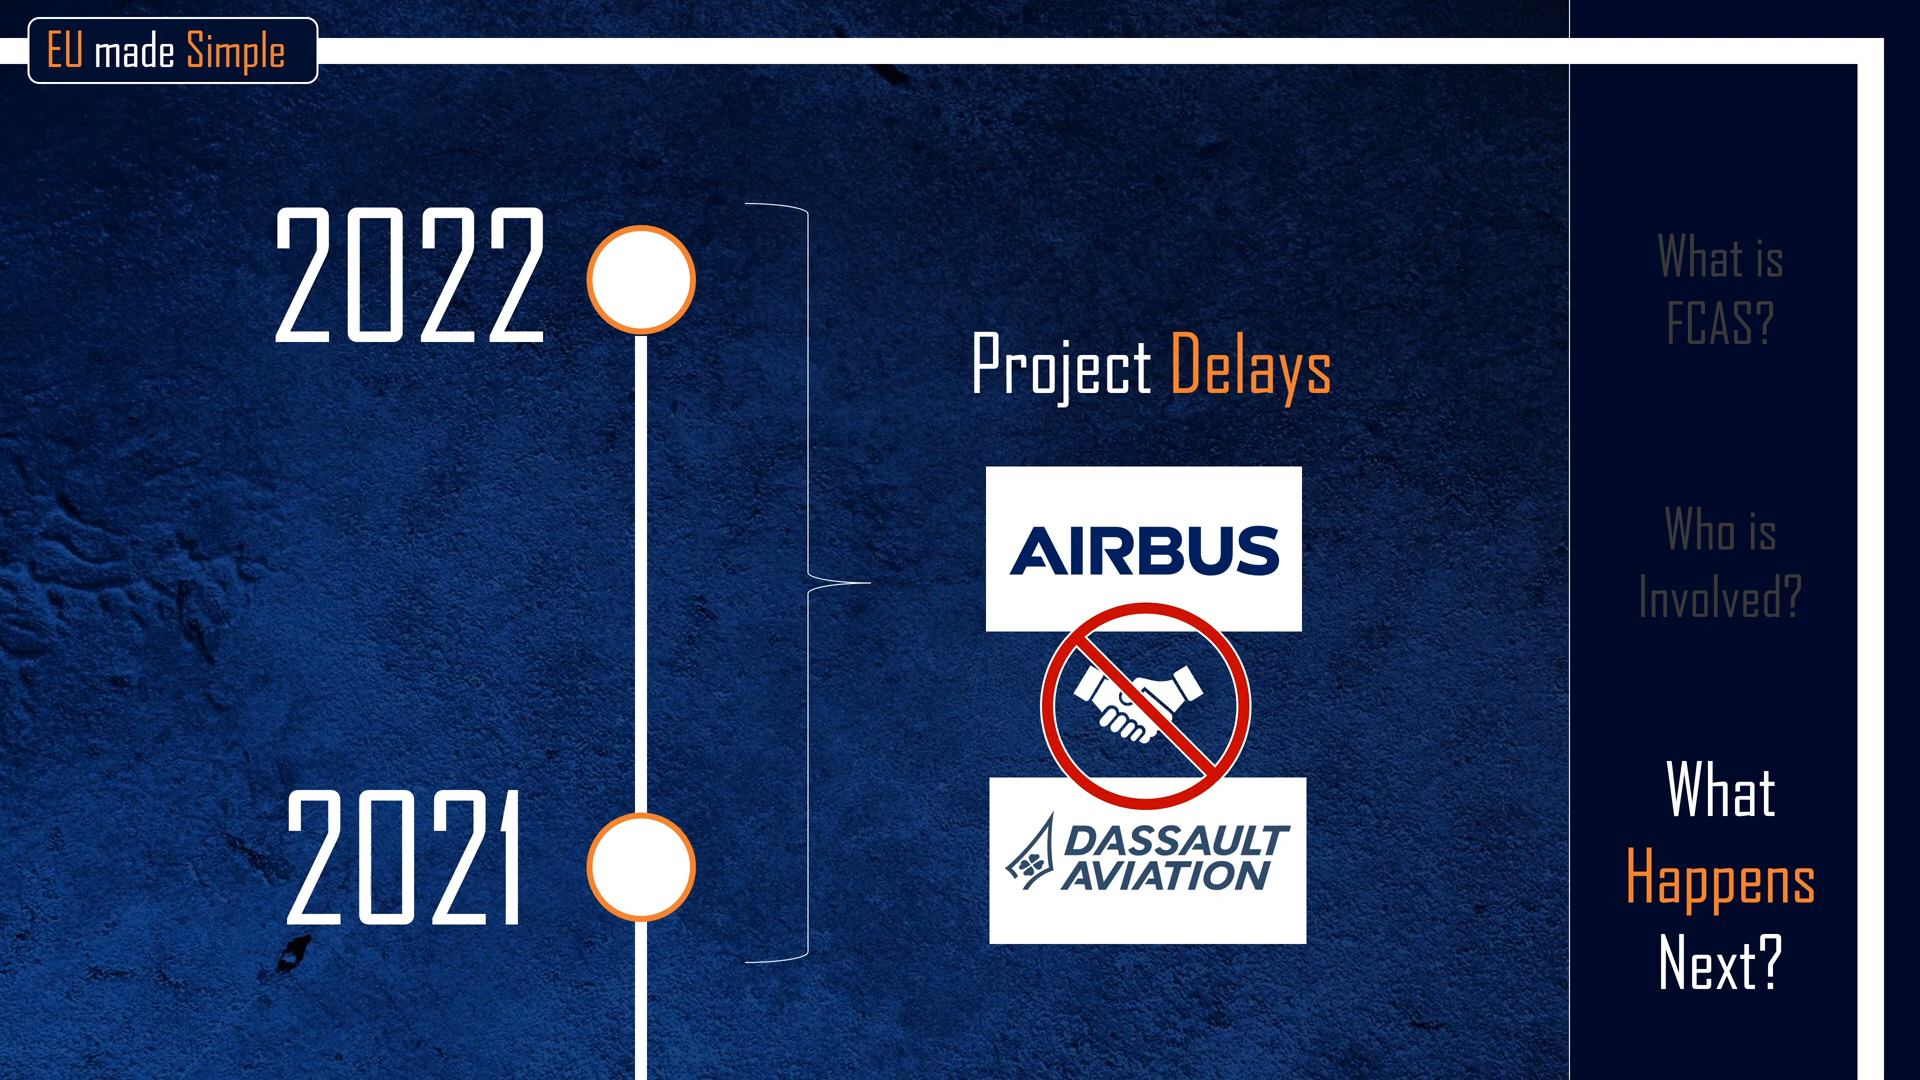 EU made Simple
2022
Project Delays
AIRBUS
DASSAULT
AVIATION
2021
What is
FCAS?
Who is
Involved?
What
Happens
Next?